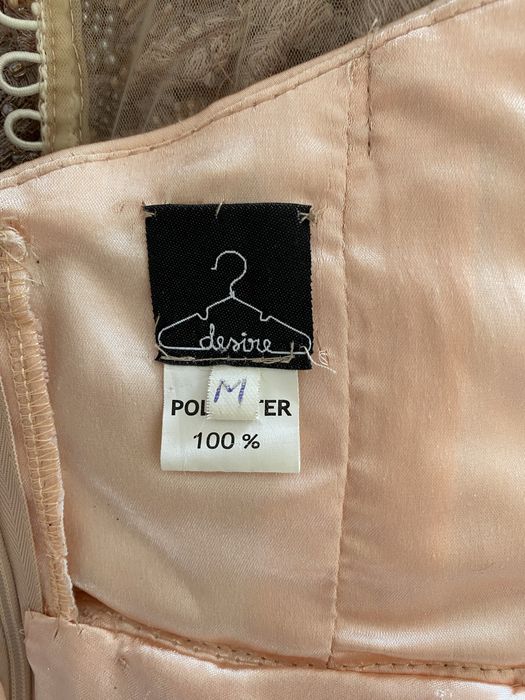 desire
M
POL TER
100 %